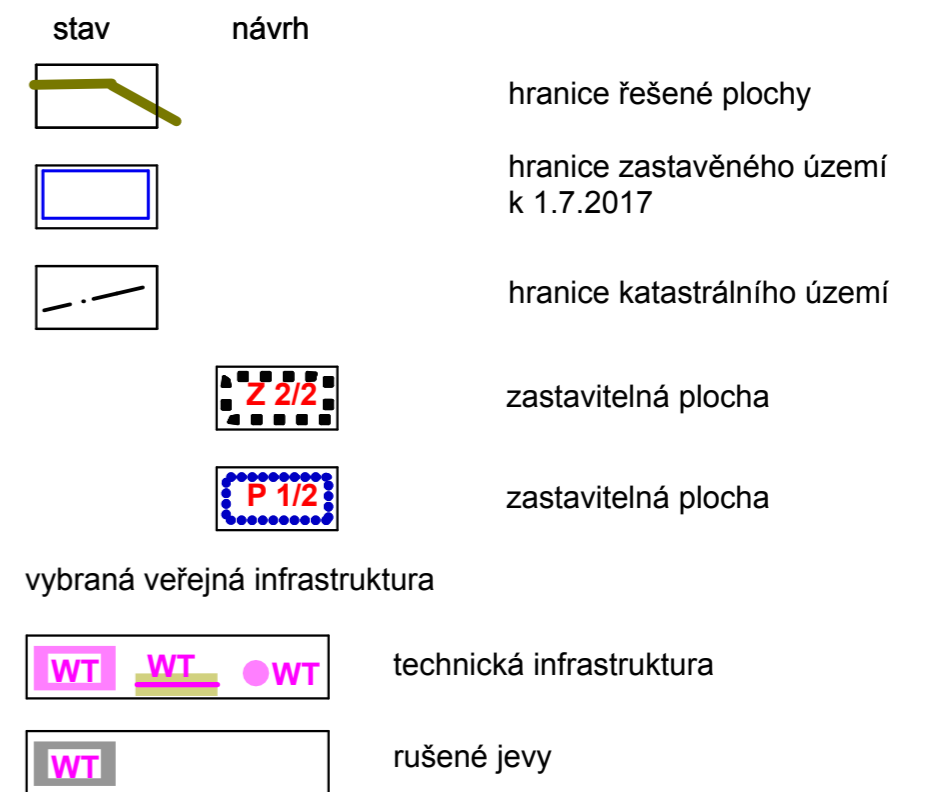 stav návrh
hranice řešené plochy
hranice zastavěného území
k 1.7.2017
hranice katastrálního území
Z 2/2 zastavitelná plocha
P 1/2 zastavitelná plocha
vybraná veřejná infrastruktura
WT WT WT technická infrastruktura
WT rušené jevy